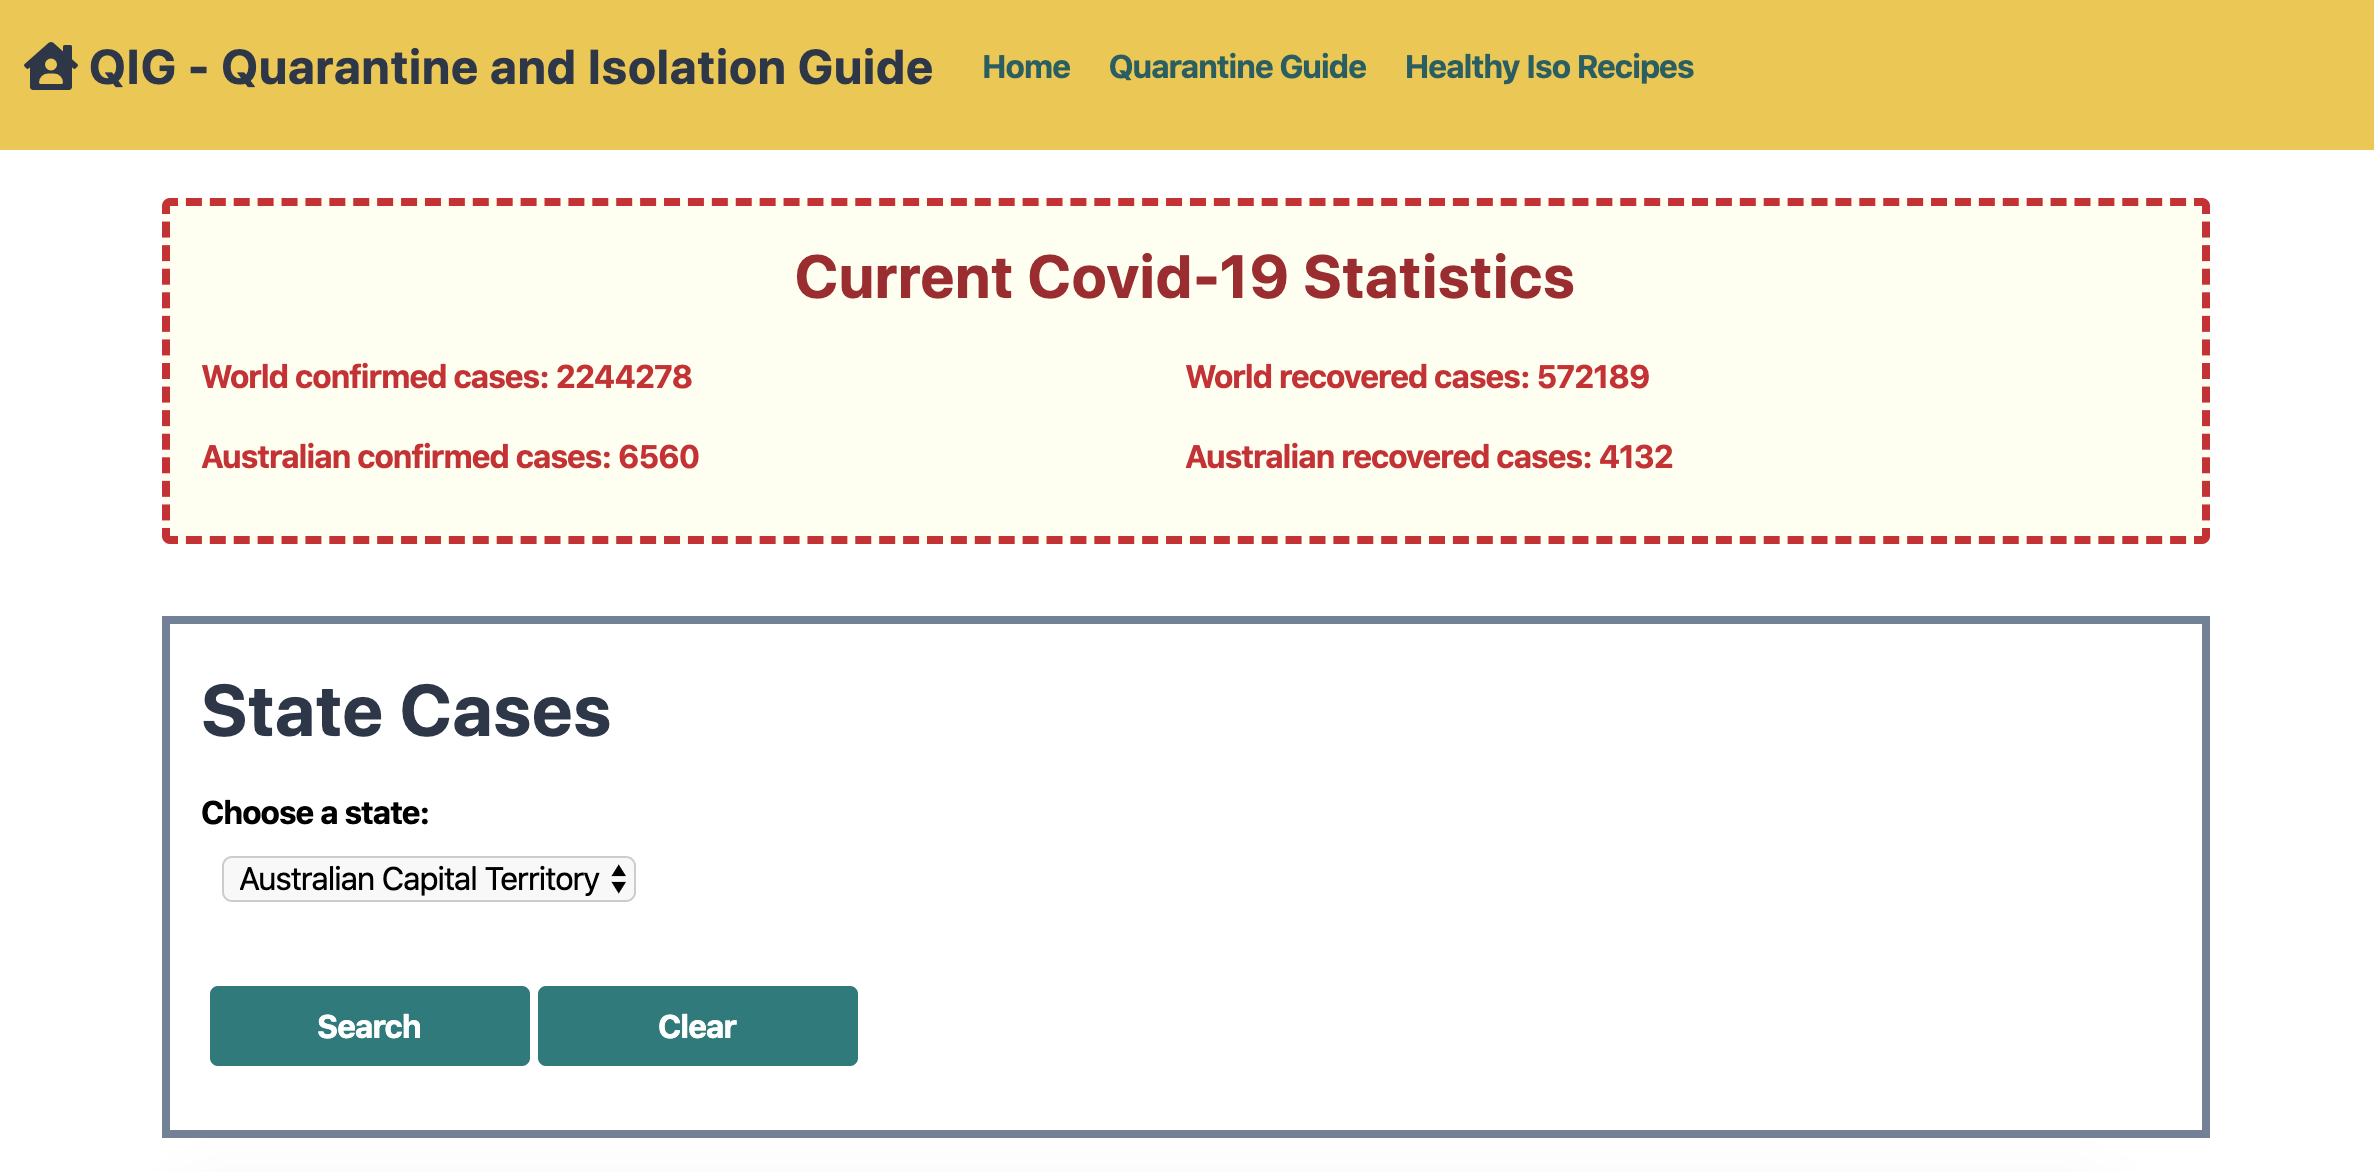 QIG - Quarantine and Isolation Guide Home Quarantine Guide Healthy Iso Recipes
Current Covid-19 Statistics
World confirmed cases: 2244278 World recovered cases: 572189
Australian confirmed cases: 6560 Australian recovered cases: 4132
State Cases
Choose a state:
Australian Capital Territory
Search Clear